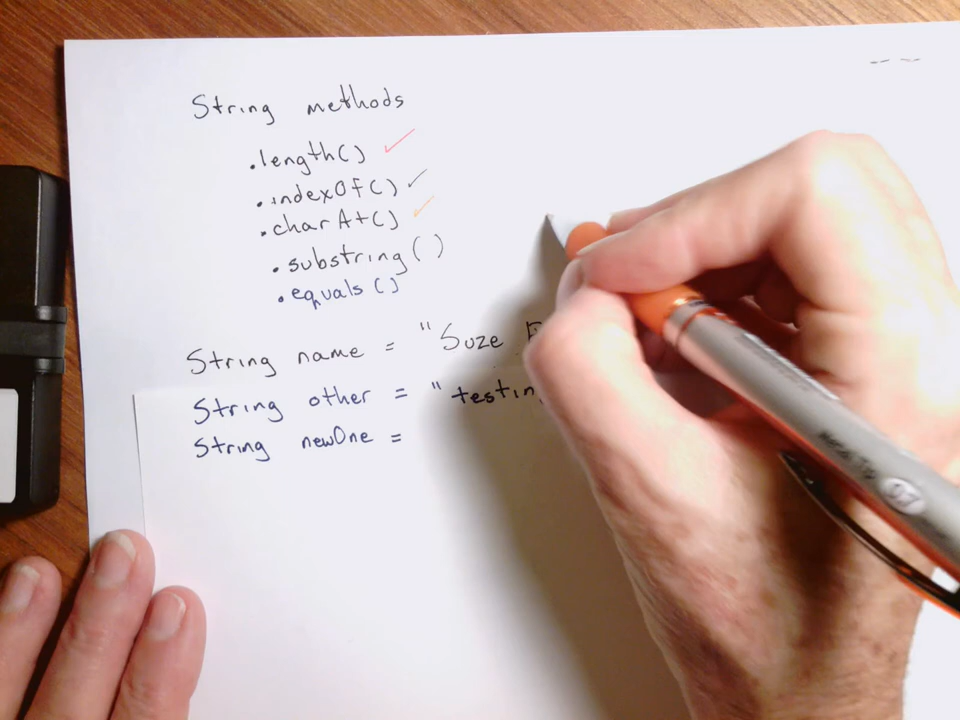 String methods
.length()
.indexOf()
.charAt()
.substring()
.equals()
String name = "Suze
String other = "testin
String newOne =